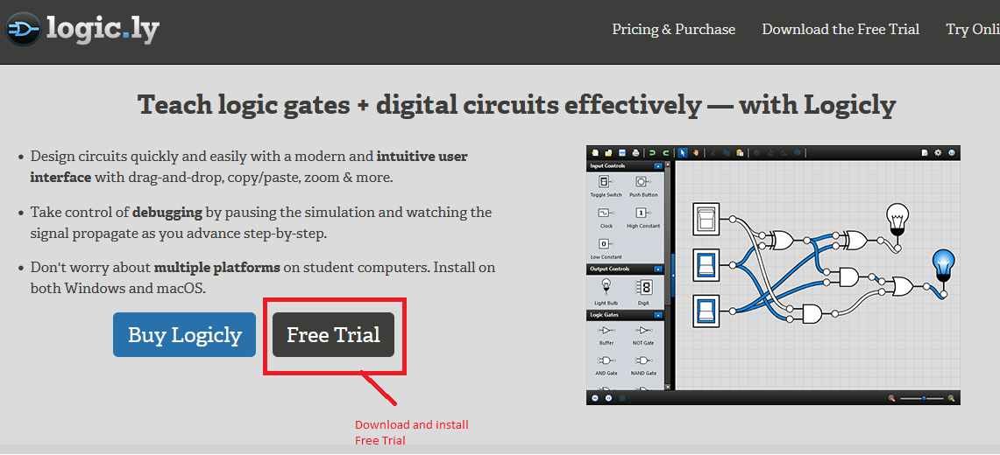 logic.ly
Pricing & Purchase
Download the Free Trial
Try Onli
Teach logic gates + digital circuits effectively — with Logicly
• Design circuits quickly and easily with a modern and intuitive user
interface with drag-and-drop, copy/paste, zoom & more.
• Take control of debugging by pausing the simulation and watching the
signal propagate as you advance step-by-step.
• Don't worry about multiple platforms on student computers. Install on
both Windows and macOS.
Buy Logicly
Free Trial
Download and install
Free Trial
Input Controls
Toggle Switch
Push Button
Clock
1
High Constant
0
Low Constant
Output Controls
Light Bulb
8
Digit
Logic Gates
Buffer
NOT Gate
AND Gate
NAND Gate